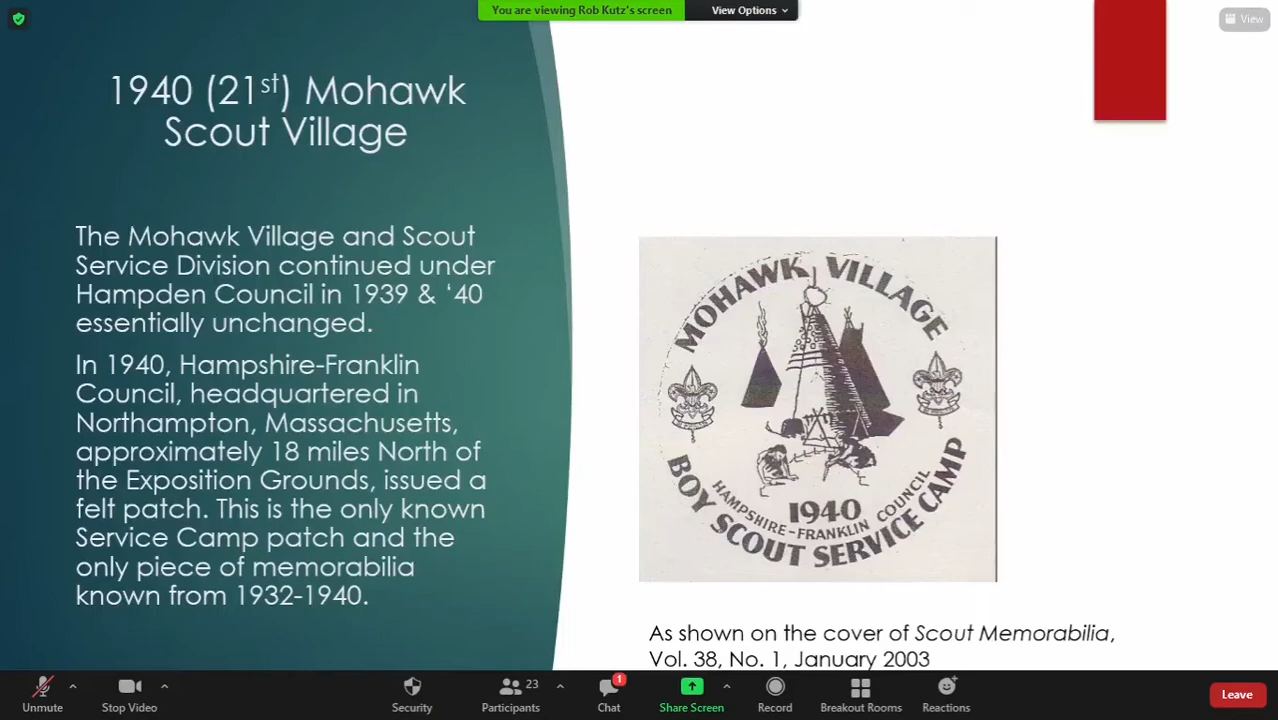 You are viewing Rob Kutz's screen
View Options
View
1940 (21st) Mohawk
Scout Village
The Mohawk Village and Scout
Service Division continued under
Hampden Council in 1939 & ‘40
essentially unchanged.
In 1940, Hampshire-Franklin
Council, headquartered in
Northampton, Massachusetts,
approximately 18 miles North of
the Exposition Grounds, issued a
felt patch. This is the only known
Service Camp patch and the
only piece of memorabilia
known from 1932-1940.
MOHAWK VILLAGE
1940
HAMPSHIRE-FRANKLIN COUNCIL
BOY SCOUT SERVICE CAMP
As shown on the cover of Scout Memorabilia,
Vol. 38, No. 1, January 2003
Unmute
Stop Video
Security
Participants
23
Chat
1
Share Screen
Record
Breakout Rooms
Reactions
Leave